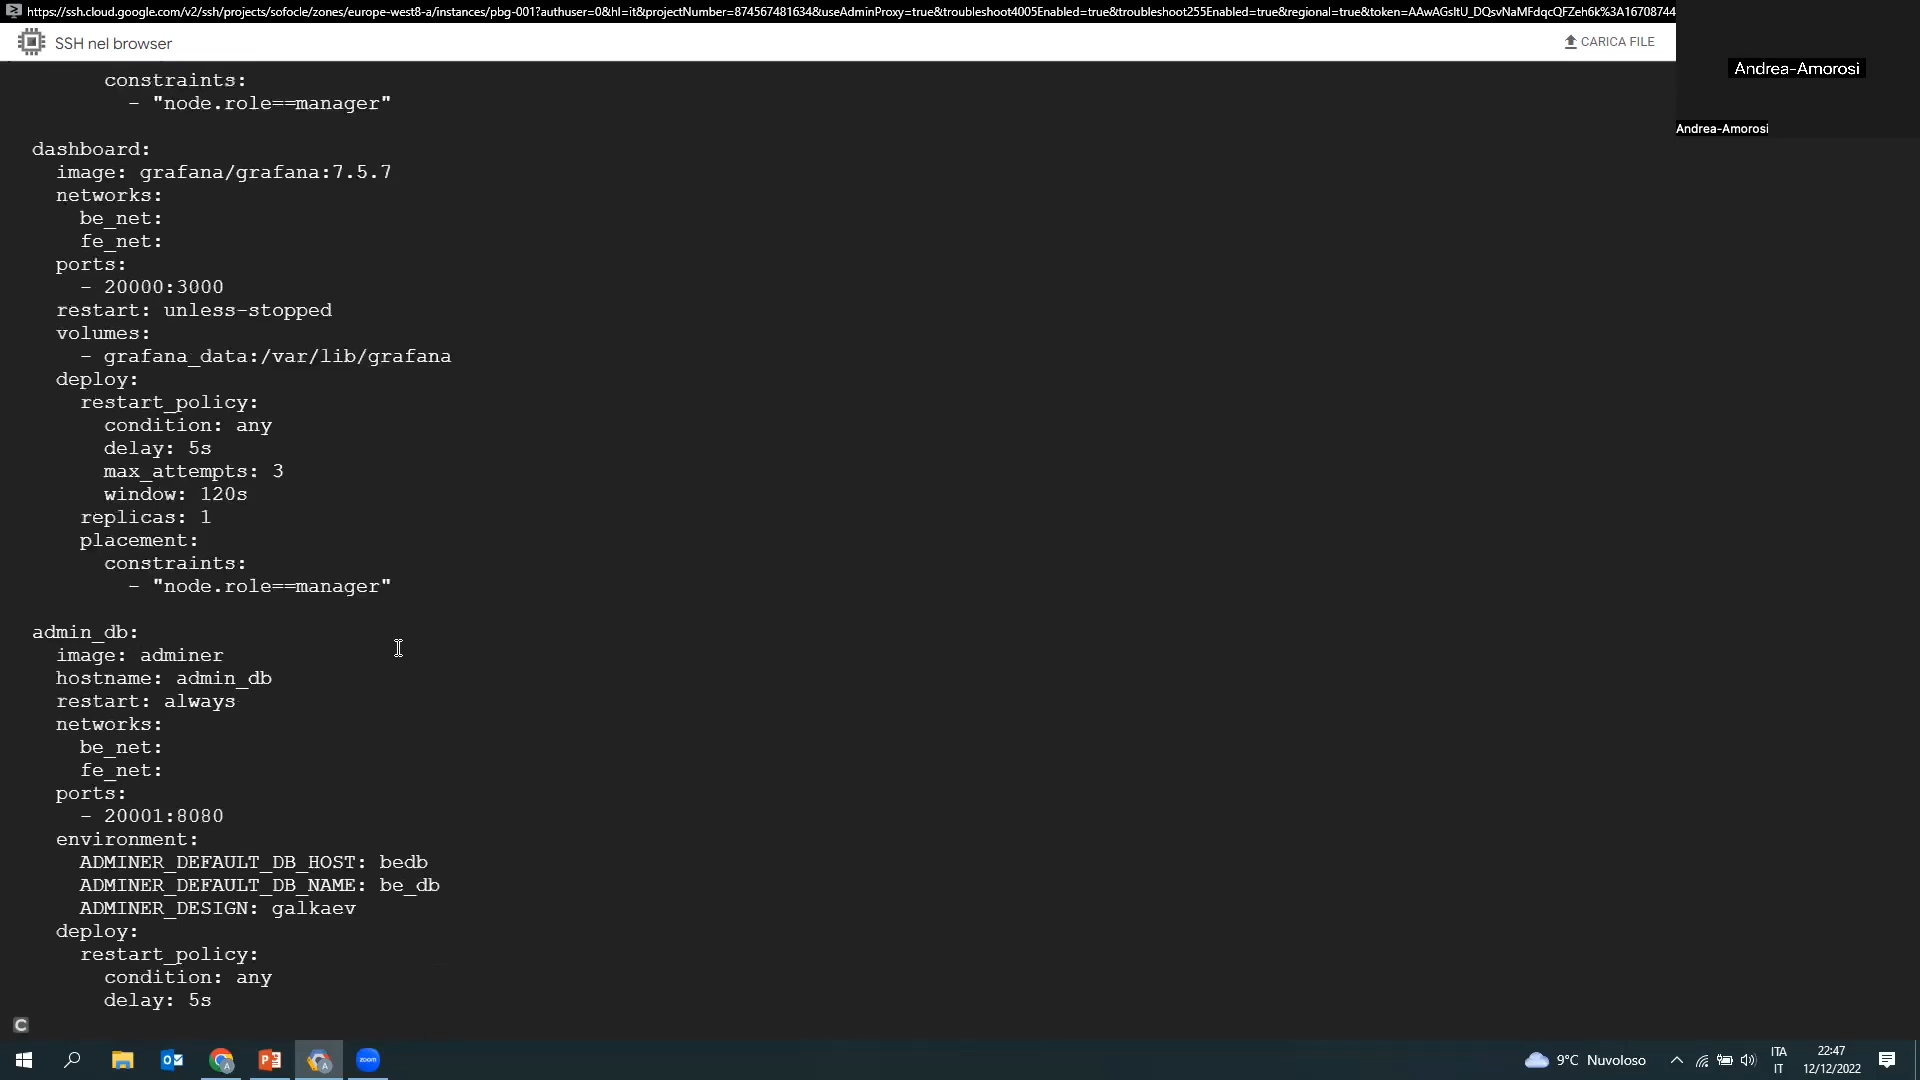 https://ssh.cloud.google.com/v2/ssh/projects/sofocle/zones/europe-west8-a/instances/pbg-001?authuser=0&hl=it&projectNumber=874567481634&useAdminProxy=true&troubleshoot4005Enabled=true&troubleshoot255Enabled=true&regional=true&token=AAwAGsltU_DQsvNaMFdqcQFZeh6k%3A16708744
SSH nel browser
CARICA FILE
Andrea-Amorosi
Andrea-Amorosi
constraints:
- "node.role==manager"
dashboard:
image: grafana/grafana:7.5.7
networks:
be_net:
fe_net:
ports:
- 20000:3000
restart: unless-stopped
volumes:
- grafana_data:/var/lib/grafana
deploy:
restart_policy:
condition: any
delay: 5s
max_attempts: 3
window: 120s
replicas: 1
placement:
constraints:
- "node.role==manager"
admin_db:
image: adminer
hostname: admin_db
restart: always
networks:
be_net:
fe_net:
ports:
- 20001:8080
environment:
ADMINER_DEFAULT_DB_HOST: bedb
ADMINER_DEFAULT_DB_NAME: be_db
ADMINER_DESIGN: galkaev
deploy:
restart_policy:
condition: any
delay: 5s
C
zoom
9°C Nuvoloso
ITA
IT
22:47
12/12/2022